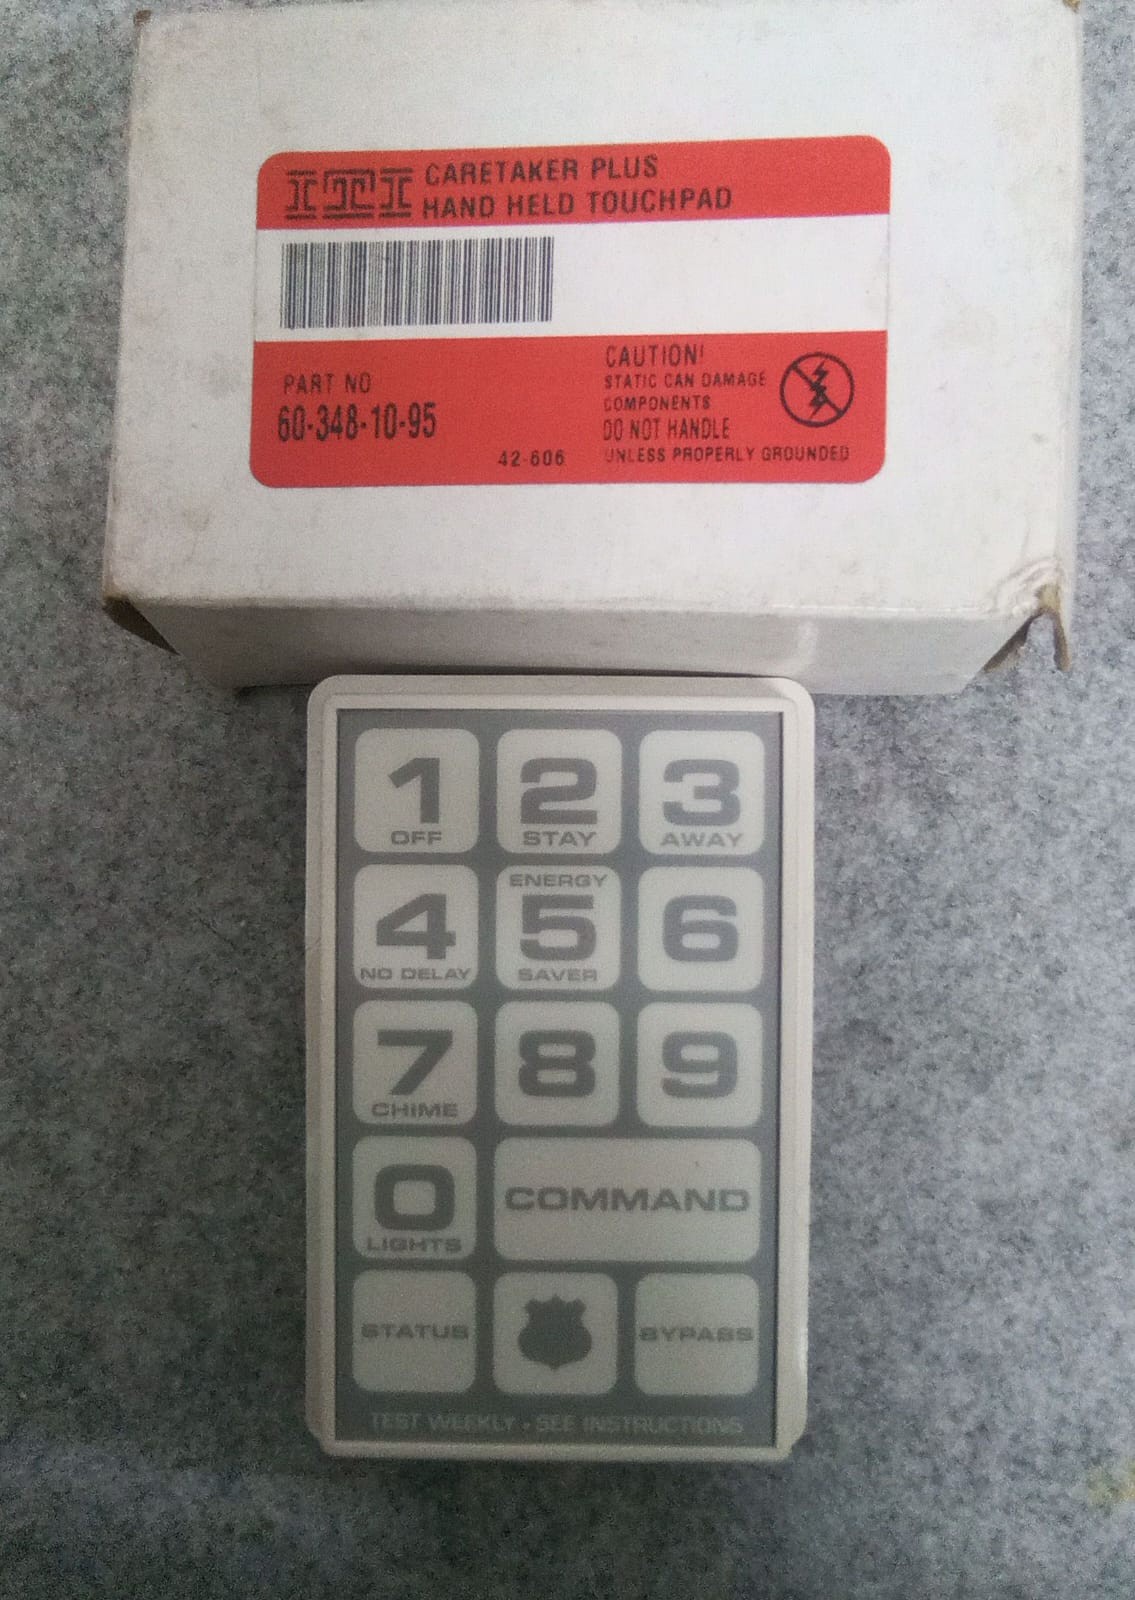 ITI CARETAKER PLUS
HAND HELD TOUCHPAD
PART NO
60-348-10-95
42-606
CAUTION!
STATIC CAN DAMAGE
COMPONENTS
DO NOT HANDLE
UNLESS PROPERLY GROUNDED
1 2 3
OFF STAY AWAY
ENERGY
4 5 6
NO DELAY SAVER
7 8 9
CHIME
0 COMMAND
LIGHTS
STATUS BYPASS
TEST WEEKLY • SEE INSTRUCTIONS